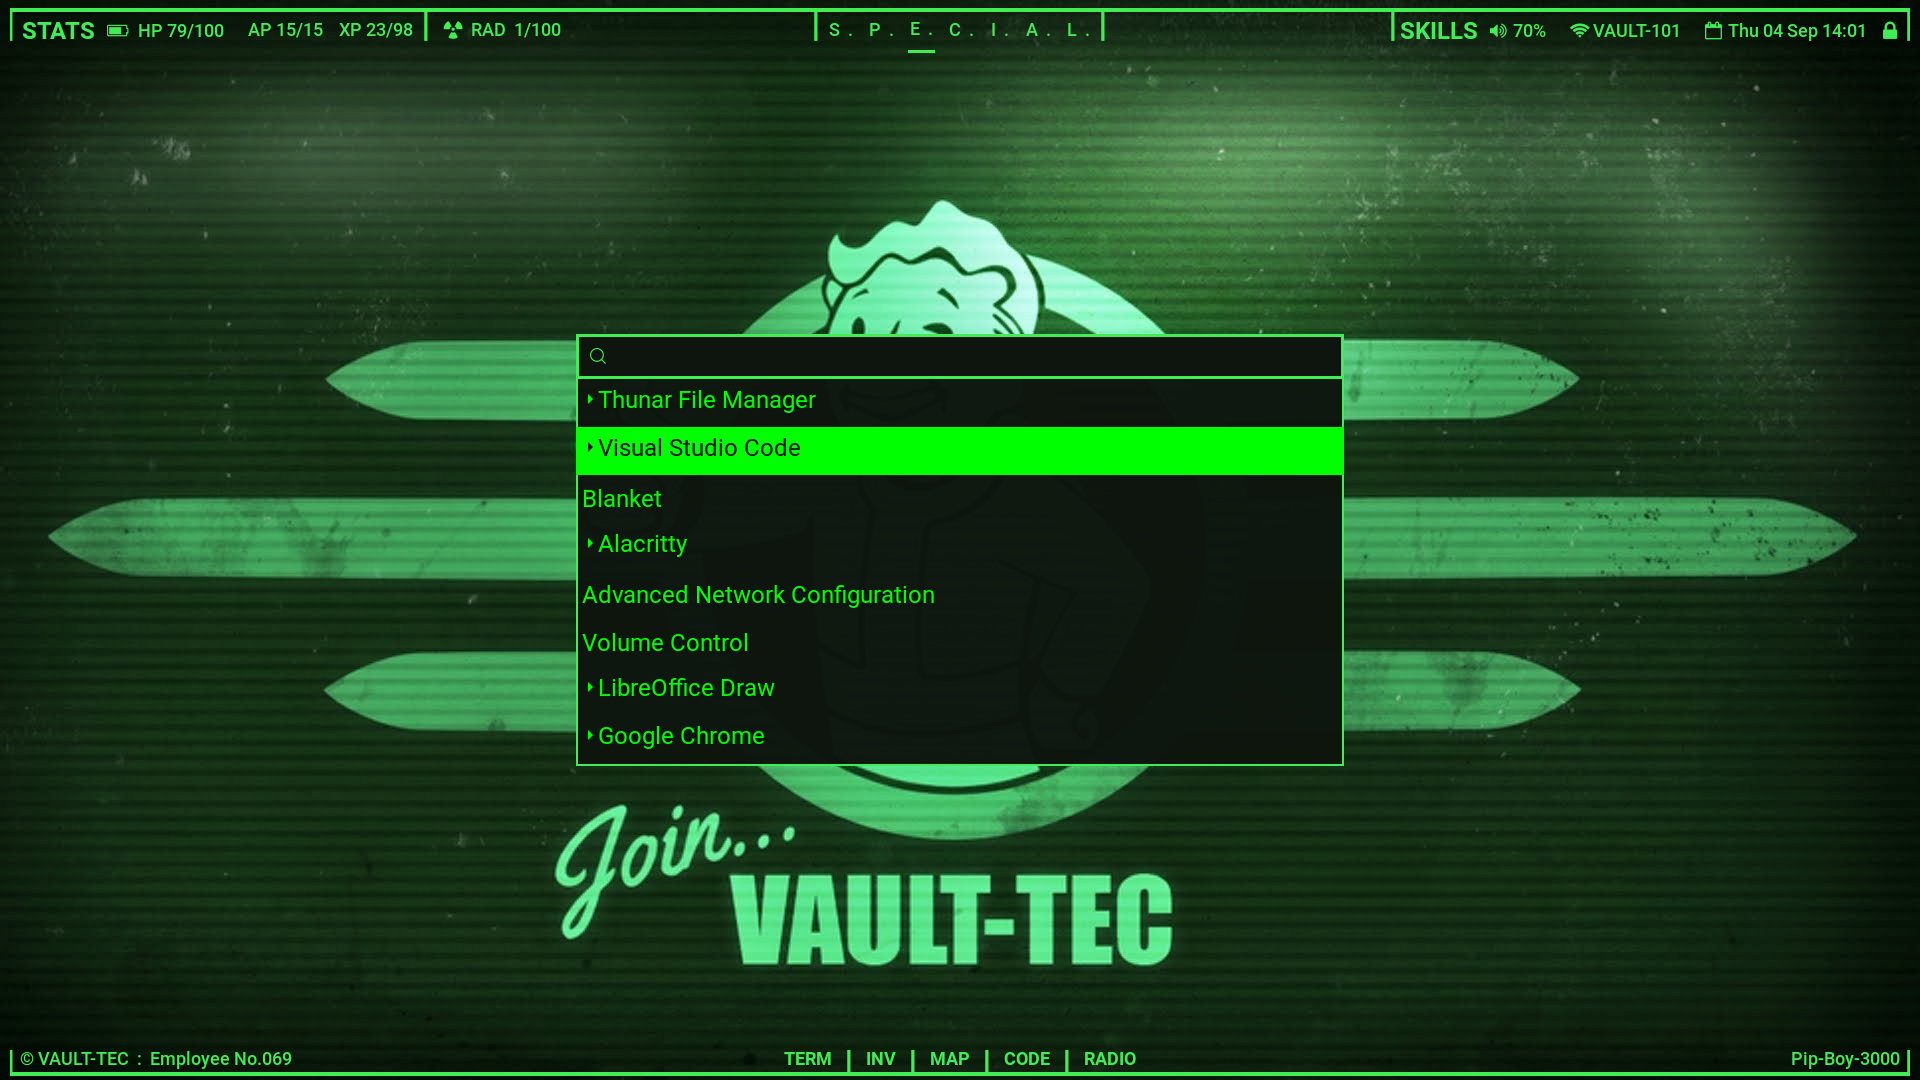 STATS HP 79/100 AP 15/15 XP 23/98 RAD 1/100 S. P. E. C. I. A. L. SKILLS 70% VAULT-101 Thu 04 Sep 14:01
Thunar File Manager
Visual Studio Code
Blanket
Alacritty
Advanced Network Configuration
Volume Control
LibreOffice Draw
Google Chrome
Join...
VAULT-TEC
© VAULT-TEC : Employee No.069 TERM INV MAP CODE RADIO Pip-Boy-3000